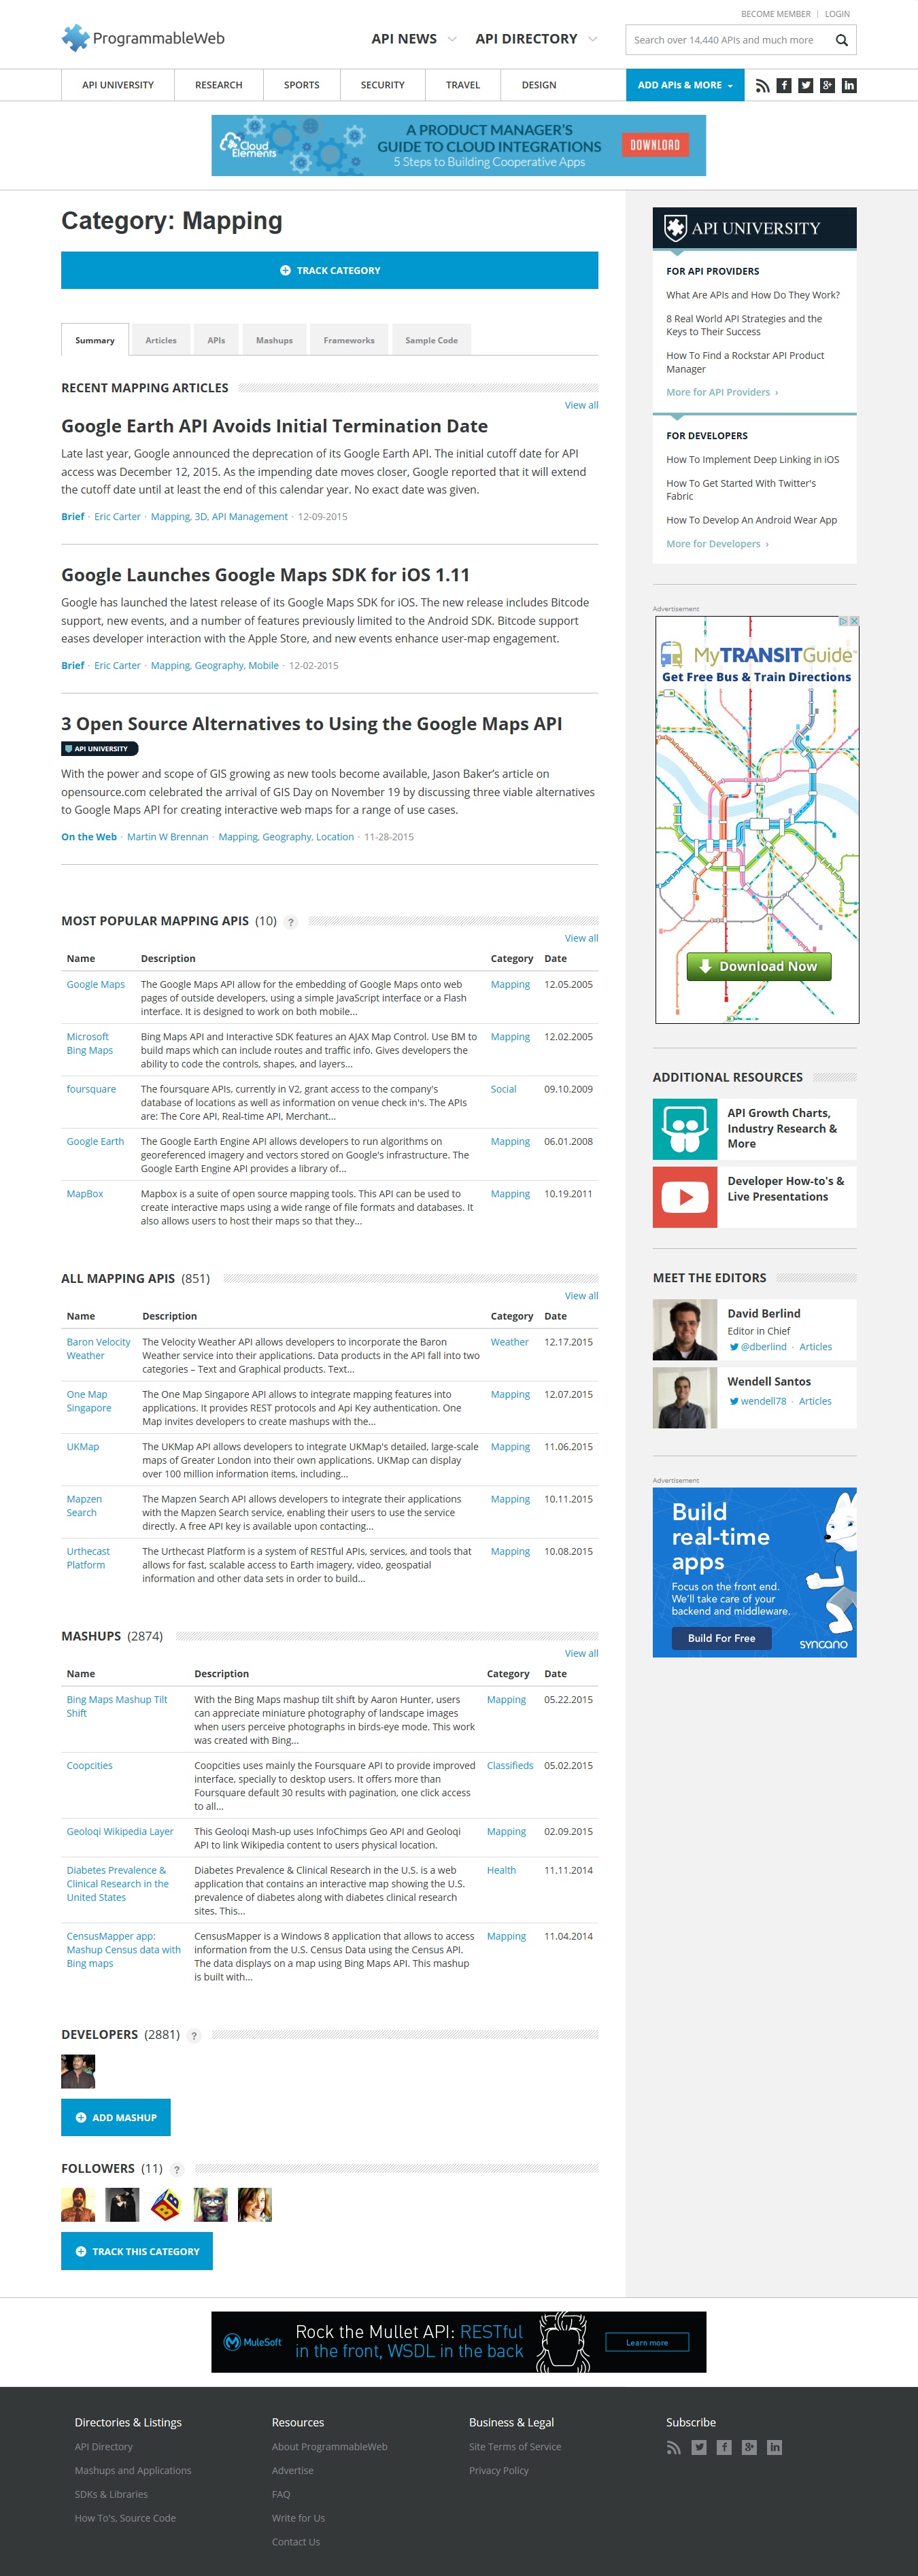 BECOME MEMBER | LOGIN
ProgrammableWeb
API NEWS
API DIRECTORY
Search over 14,440 APIs and much more
API UNIVERSITY
RESEARCH
SPORTS
SECURITY
TRAVEL
DESIGN
ADD APIs & MORE
Cloud
Elements
A PRODUCT MANAGER'S
GUIDE TO CLOUD INTEGRATIONS
5 Steps to Building Cooperative Apps
DOWNLOAD
Category: Mapping
TRACK CATEGORY
Summary
Articles
APIs
Mashups
Frameworks
Sample Code
RECENT MAPPING ARTICLES
View all
Google Earth API Avoids Initial Termination Date
Late last year, Google announced the deprecation of its Google Earth API. The initial cutoff date for API
access was December 12, 2015. As the impending date moves closer, Google reported that it will extend
the cutoff date until at least the end of this calendar year. No exact date was given.
Brief · Eric Carter · Mapping, 3D, API Management · 12-09-2015
Google Launches Google Maps SDK for iOS 1.11
Google has launched the latest release of its Google Maps SDK for iOS. The new release includes Bitcode
support, new events, and a number of features previously limited to the Android SDK. Bitcode support
eases developer interaction with the Apple Store, and new events enhance user-map engagement.
Brief · Eric Carter · Mapping, Geography, Mobile · 12-02-2015
3 Open Source Alternatives to Using the Google Maps API
API UNIVERSITY
With the power and scope of GIS growing as new tools become available, Jason Baker's article on
opensource.com celebrated the arrival of GIS Day on November 19 by discussing three viable alternatives
to Google Maps API for creating interactive web maps for a range of use cases.
On the Web · Martin W Brennan · Mapping, Geography, Location · 11-28-2015
MOST POPULAR MAPPING APIS (10) ?
View all
Name Description Category Date
Google Maps The Google Maps API allow for the embedding of Google Maps onto web Mapping 12.05.2005
pages of outside developers, using a simple JavaScript interface or a Flash
interface. It is designed to work on both mobile...
Microsoft Bing Maps API and Interactive SDK features an AJAX Map Control. Use BM to Mapping 12.02.2005
Bing Maps build maps which can include routes and traffic info. Gives developers the
ability to code the controls, shapes, and layers...
foursquare The foursquare APIs, currently in V2, grant access to the company's Social 09.10.2009
database of locations as well as information on venue check in's. The APIs
are: The Core API, Real-time API, Merchant...
Google Earth The Google Earth Engine API allows developers to run algorithms on Mapping 06.01.2008
georeferenced imagery and vectors stored on Google's infrastructure. The
Google Earth Engine API provides a library of...
MapBox Mapbox is a suite of open source mapping tools. This API can be used to Mapping 10.19.2011
create interactive maps using a wide range of file formats and databases. It
also allows users to host their maps so that they...
ALL MAPPING APIS (851)
View all
Name Description Category Date
Baron Velocity The Velocity Weather API allows developers to incorporate the Baron Weather 12.17.2015
Weather Weather service into their applications. Data products in the API fall into two
categories – Text and Graphical products. Text...
One Map The One Map Singapore API allows to integrate mapping features into Mapping 12.07.2015
Singapore applications. It provides REST protocols and Api Key authentication. One
Map invites developers to create mashups with the...
UKMap The UKMap API allows developers to integrate UKMap's detailed, large-scale Mapping 11.06.2015
maps of Greater London into their own applications. UKMap can display
over 100 million information items, including...
Mapzen The Mapzen Search API allows developers to integrate their applications Mapping 10.11.2015
Search with the Mapzen Search service, enabling their users to use the service
directly. A free API key is available upon contacting...
Urthecast The Urthecast Platform is a system of RESTful APIs, services, and tools that Mapping 10.08.2015
Platform allows for fast, scalable access to Earth imagery, video, geospatial
information and other data sets in order to build...
MASHUPS (2874)
View all
Name Description Category Date
Bing Maps Mashup Tilt With the Bing Maps mashup tilt shift by Aaron Hunter, users Mapping 05.22.2015
Shift can appreciate miniature photography of landscape images
when users perceive photographs in birds-eye mode. This work
was created with Bing...
Coopcities Coopcities uses mainly the Foursquare API to provide improved Classifieds 05.02.2015
interface, specially to desktop users. It offers more than
Foursquare default 30 results with pagination, one click access
to all...
Geoloqi Wikipedia Layer This Geoloqi Mash-up uses InfoChimps Geo API and Geoloqi Mapping 02.09.2015
API to link Wikipedia content to users physical location.
Diabetes Prevalence & Diabetes Prevalence & Clinical Research in the U.S. is a web Health 11.11.2014
Clinical Research in the application that contains an interactive map showing the U.S.
United States prevalence of diabetes along with diabetes clinical research
sites. This...
CensusMapper app: CensusMapper is a Windows 8 application that allows to access Mapping 11.04.2014
Mashup Census data with information from the U.S. Census Data using the Census API.
Bing maps The data displays on a map using Bing Maps API. This mashup
is built with...
DEVELOPERS (2881) ?
ADD MASHUP
FOLLOWERS (11) ?
TRACK THIS CATEGORY
API UNIVERSITY
FOR API PROVIDERS
What Are APIs and How Do They Work?
8 Real World API Strategies and the
Keys to Their Success
How To Find a Rockstar API Product
Manager
More for API Providers ›
FOR DEVELOPERS
How To Implement Deep Linking in iOS
How To Get Started With Twitter's
Fabric
How To Develop An Android Wear App
More for Developers ›
Advertisement
MyTRANSITGuide™
Get Free Bus & Train Directions
Download Now
ADDITIONAL RESOURCES
API Growth Charts,
Industry Research &
More
Developer How-to's &
Live Presentations
MEET THE EDITORS
David Berlind
Editor in Chief
@dberlind · Articles
Wendell Santos
wendell78 · Articles
Advertisement
Build
real-time
apps
Focus on the front end.
We'll take care of your
backend and middleware.
Build For Free
SYNCANO
MuleSoft
Rock the Mullet API: RESTful
in the front, WSDL in the back
Learn more
Directories & Listings
API Directory
Mashups and Applications
SDKs & Libraries
How To's, Source Code
Resources
About ProgrammableWeb
Advertise
FAQ
Write for Us
Contact Us
Business & Legal
Site Terms of Service
Privacy Policy
Subscribe